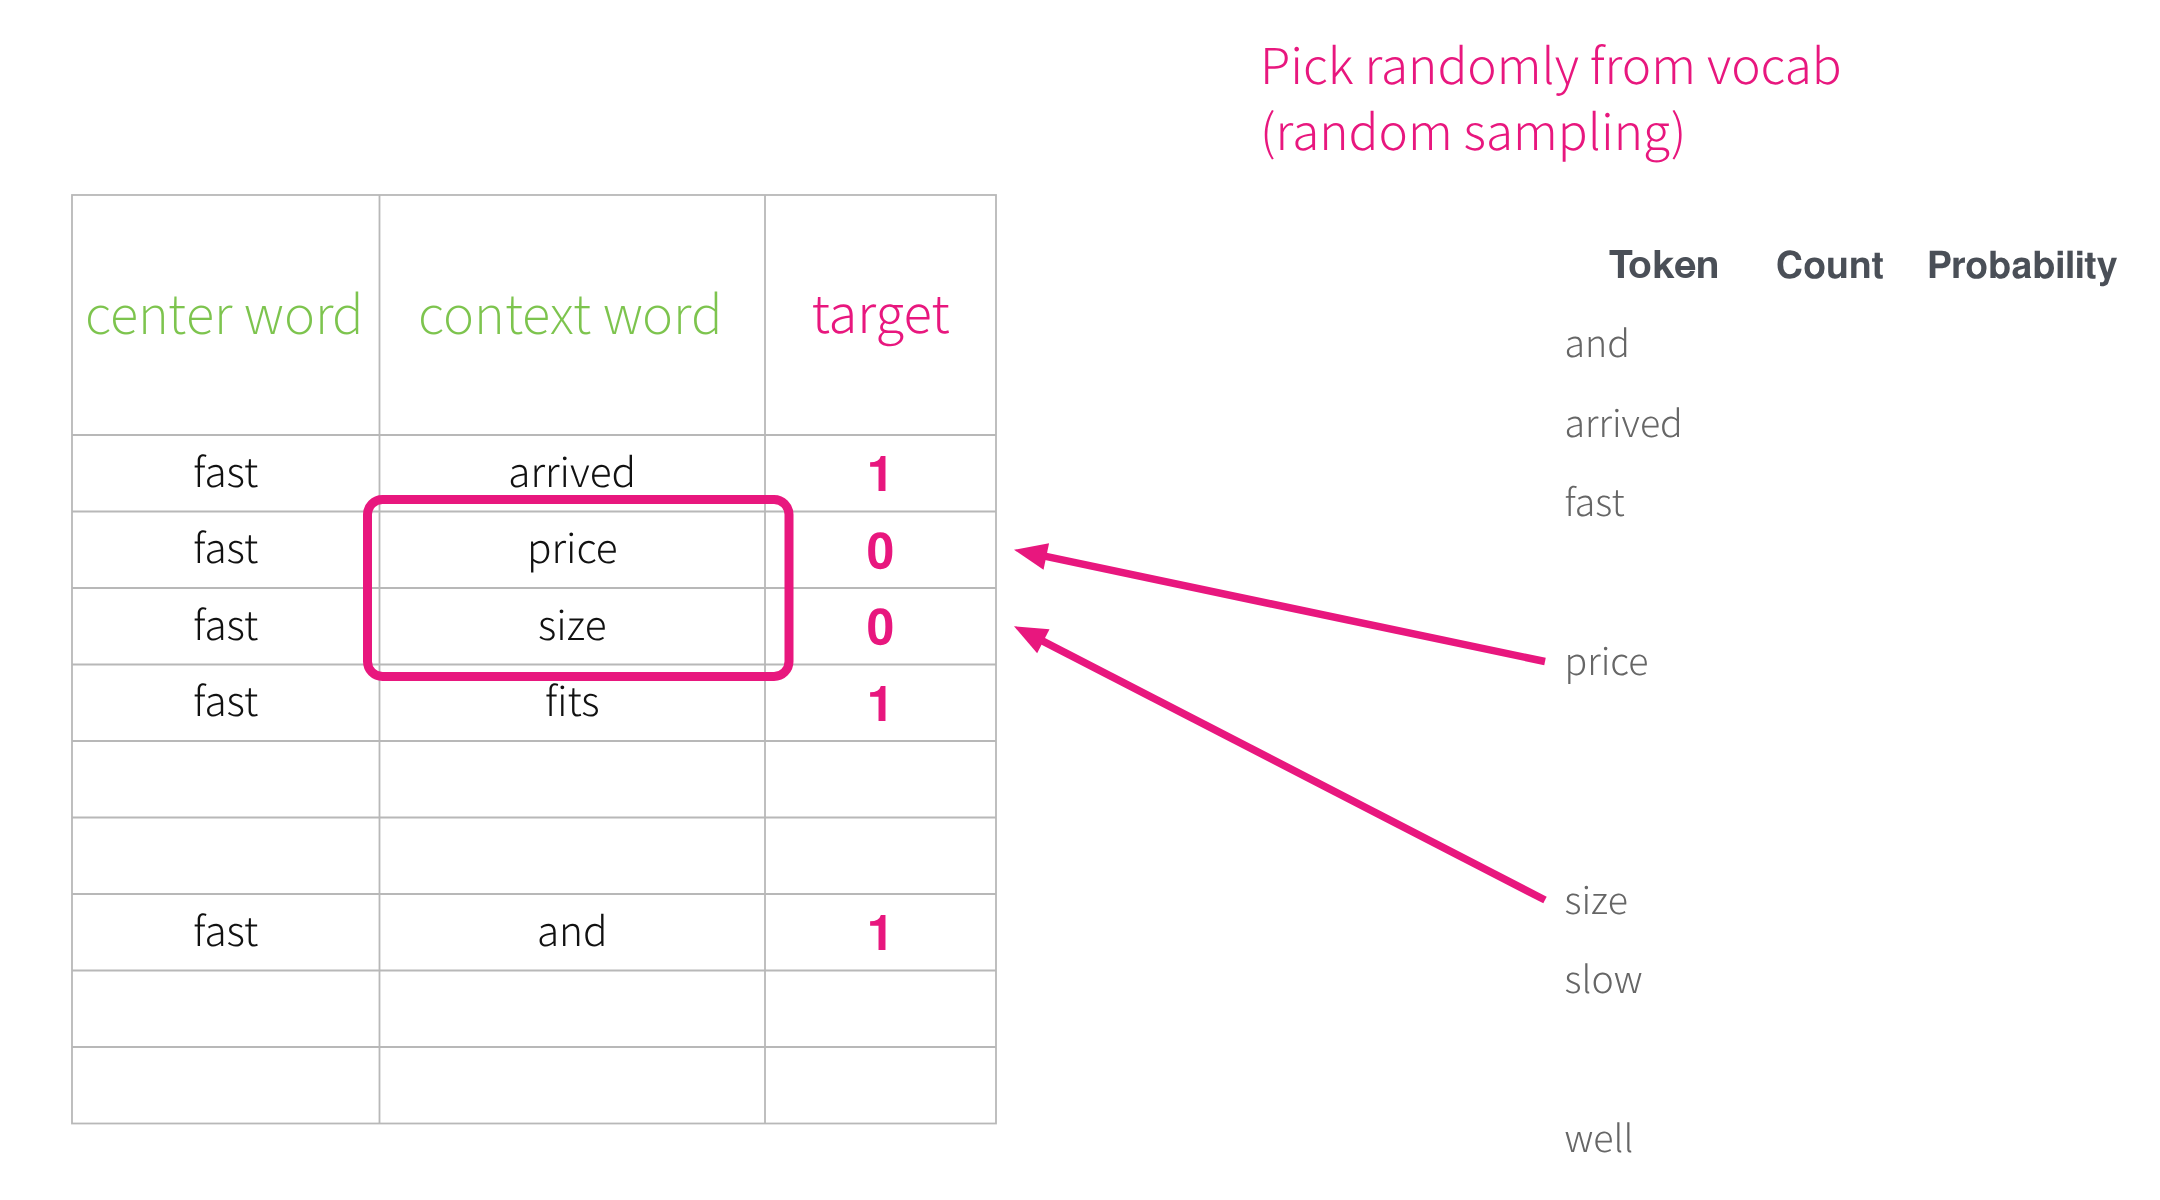 Pick randomly from vocab
(random sampling)
center word context word target
fast arrived 1
fast price 0
fast size 0
fast fits 1
fast and 1
Token Count Probability
and
arrived
fast
price
size
slow
well